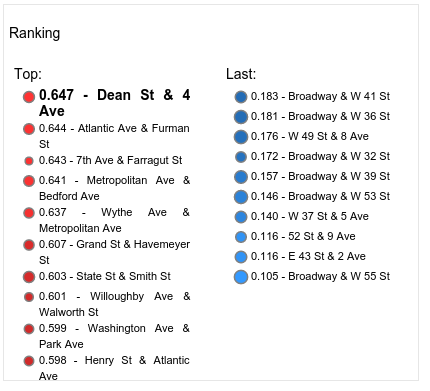 Ranking
Top:
0.647 - Dean St & 4
Ave
0.644 - Atlantic Ave & Furman
St
0.643 - 7th Ave & Farragut St
0.641 - Metropolitan Ave &
Bedford Ave
0.637 - Wythe Ave &
Metropolitan Ave
0.607 - Grand St & Havemeyer
St
0.603 - State St & Smith St
0.601 - Willoughby Ave &
Walworth St
0.599 - Washington Ave &
Park Ave
0.598 - Henry St & Atlantic
Ave
Last:
0.183 - Broadway & W 41 St
0.181 - Broadway & W 36 St
0.176 - W 49 St & 8 Ave
0.172 - Broadway & W 32 St
0.157 - Broadway & W 39 St
0.146 - Broadway & W 53 St
0.140 - W 37 St & 5 Ave
0.116 - 52 St & 9 Ave
0.116 - E 43 St & 2 Ave
0.105 - Broadway & W 55 St